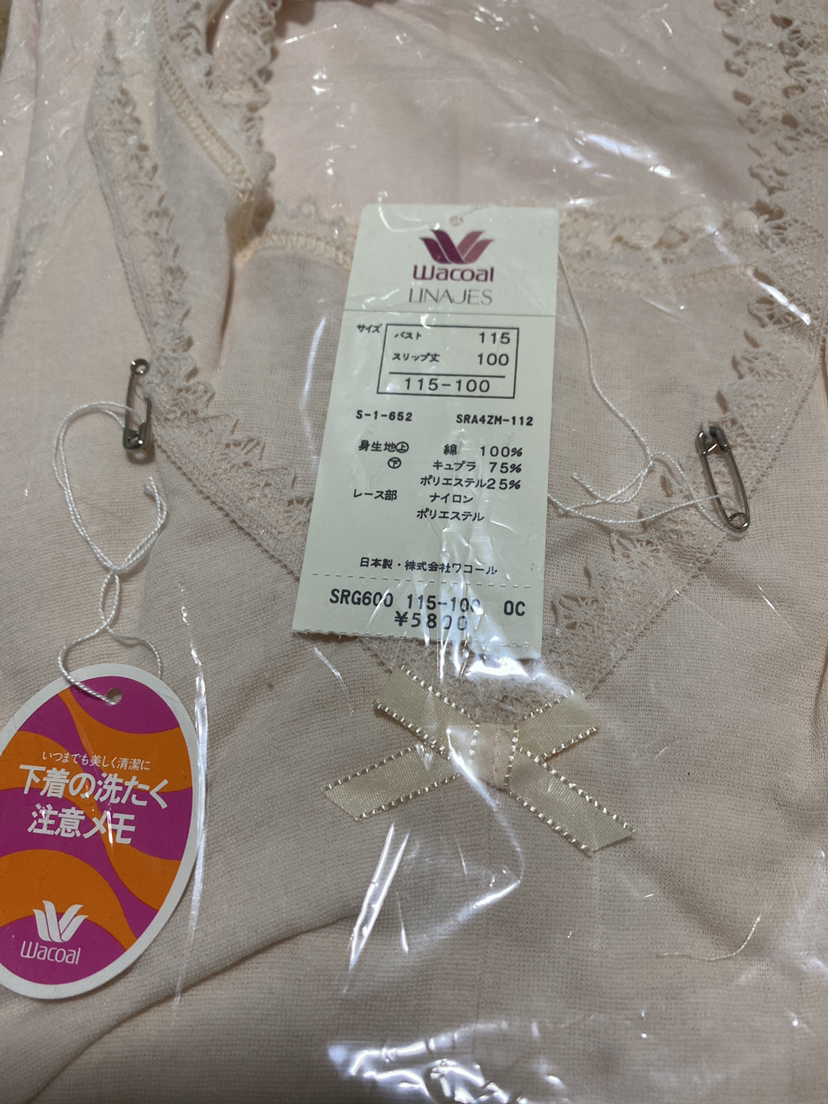 Wacoal
LINAJES
サイズ
バスト 115
スリップ丈 100
115-100
S-1-652 SRA4ZM-112
身生地㊤ 綿 100%
㊦ キュプラ 75%
ポリエステル25%
レース部 ナイロン
ポリエステル
日本製・株式会社ワコール
SRG600 115-100 OC
¥5800
いつまでも美しく清潔に
下着の洗たく
注意メモ
Wacoal